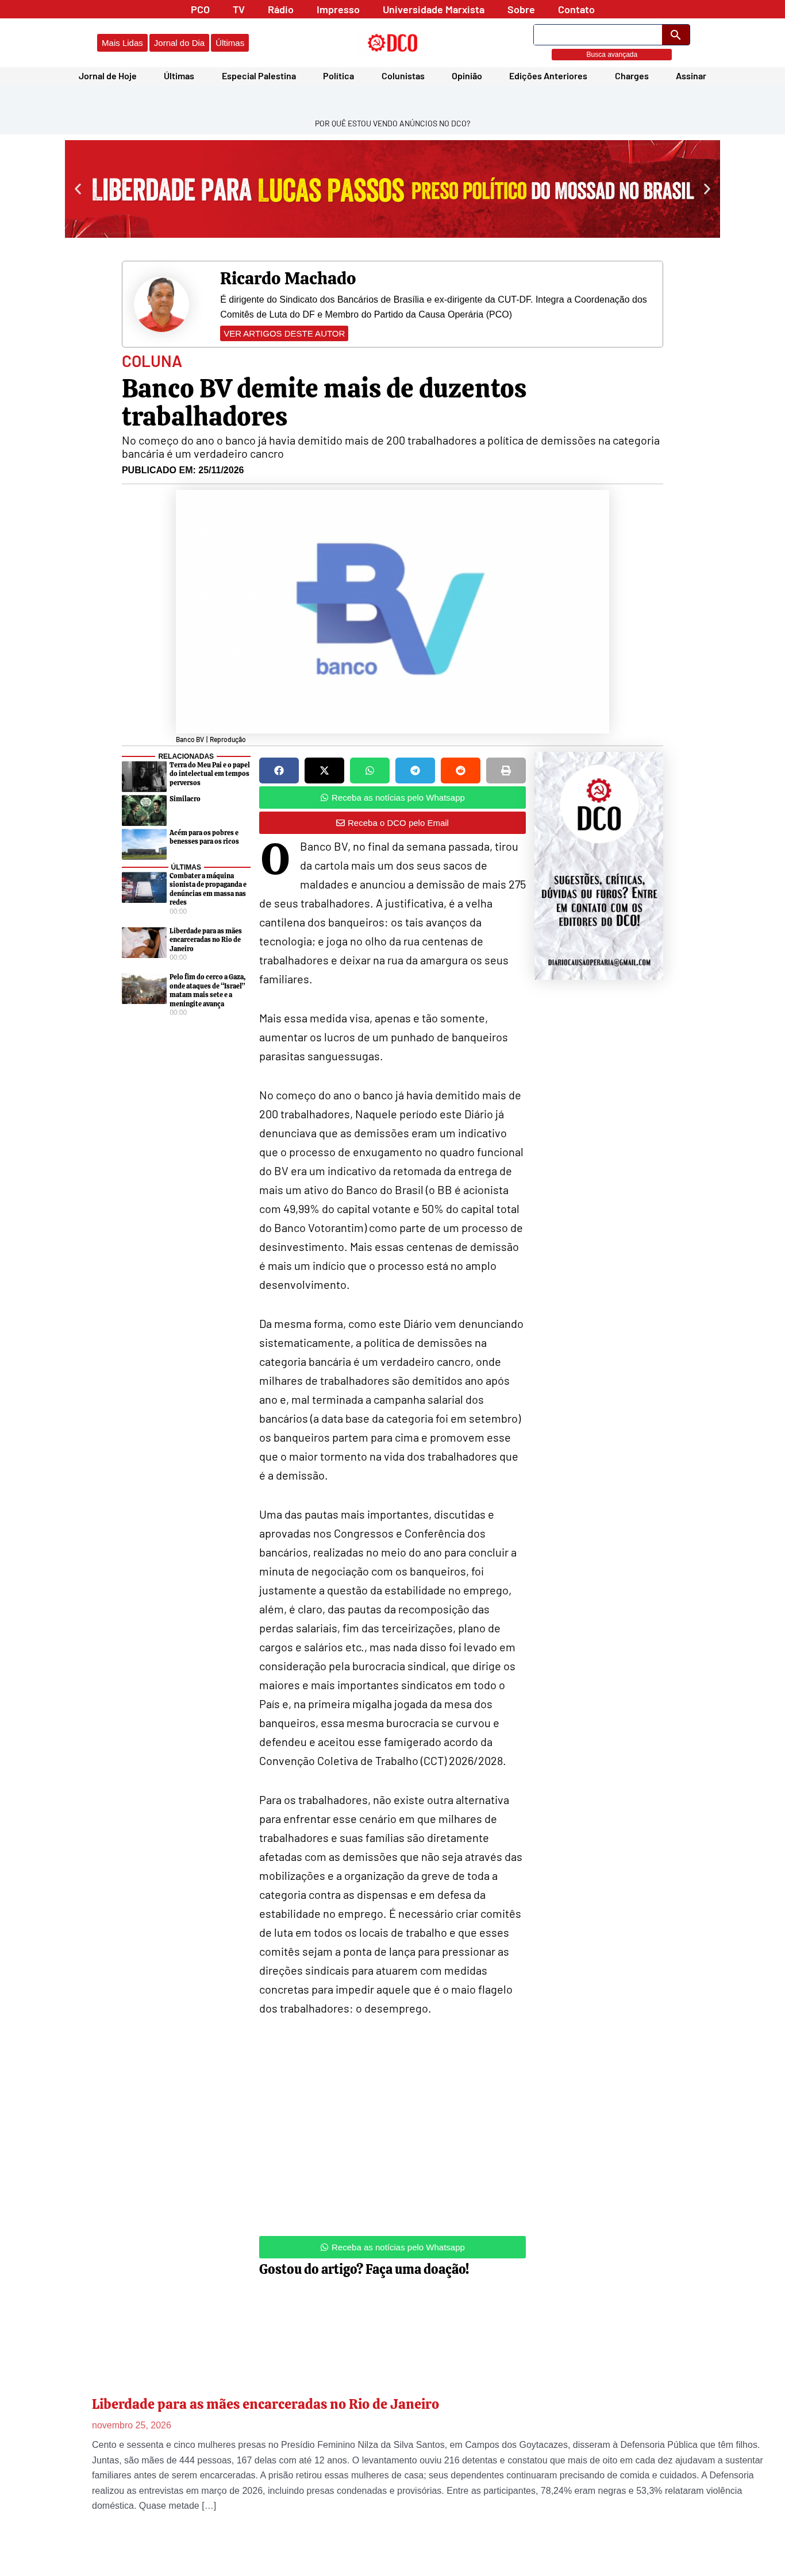 PCO TV Rádio Impresso Universidade Marxista Sobre Contato
Mais Lidas Jornal do Dia Últimas
DCO
Busca avançada
Jornal de Hoje Últimas Especial Palestina Política Colunistas Opinião Edições Anteriores Charges Assinar
POR QUÊ ESTOU VENDO ANÚNCIOS NO DCO?
LIBERDADE PARA LUCAS PASSOS PRESO POLÍTICO DO MOSSAD NO BRASIL
Ricardo Machado
É dirigente do Sindicato dos Bancários de Brasília e ex-dirigente da CUT-DF. Integra a Coordenação dos
Comitês de Luta do DF e Membro do Partido da Causa Operária (PCO)
VER ARTIGOS DESTE AUTOR
COLUNA
Banco BV demite mais de duzentos
trabalhadores
No começo do ano o banco já havia demitido mais de 200 trabalhadores a política de demissões na categoria
bancária é um verdadeiro cancro
PUBLICADO EM: 25/11/2026
BV
banco
Banco BV | Reprodução
RELACIONADAS
Terra do Meu Pai e o papel
do intelectual em tempos
perversos
Similacro
Acém para os pobres e
benesses para os ricos
ÚLTIMAS
Combater a máquina
sionista de propaganda e
denúncias em massa nas
redes
00:00
Liberdade para as mães
encarceradas no Rio de
Janeiro
00:00
Pelo fim do cerco a Gaza,
onde ataques de “Israel”
matam mais sete e a
meningite avança
00:00
Receba as notícias pelo Whatsapp
Receba o DCO pelo Email
O Banco BV, no final da semana passada, tirou
da cartola mais um dos seus sacos de
maldades e anunciou a demissão de mais 275
de seus trabalhadores. A justificativa, é a velha
cantilena dos banqueiros: os tais avanços da
tecnologia: e joga no olho da rua centenas de
trabalhadores e deixar na rua da amargura os seus
familiares.
Mais essa medida visa, apenas e tão somente,
aumentar os lucros de um punhado de banqueiros
parasitas sanguessugas.
No começo do ano o banco já havia demitido mais de
200 trabalhadores, Naquele período este Diário já
denunciava que as demissões eram um indicativo
que o processo de enxugamento no quadro funcional
do BV era um indicativo da retomada da entrega de
mais um ativo do Banco do Brasil (o BB é acionista
com 49,99% do capital votante e 50% do capital total
do Banco Votorantim) como parte de um processo de
desinvestimento. Mais essas centenas de demissão
é mais um indício que o processo está no amplo
desenvolvimento.
Da mesma forma, como este Diário vem denunciando
sistematicamente, a política de demissões na
categoria bancária é um verdadeiro cancro, onde
milhares de trabalhadores são demitidos ano após
ano e, mal terminada a campanha salarial dos
bancários (a data base da categoria foi em setembro)
os banqueiros partem para cima e promovem esse
que o maior tormento na vida dos trabalhadores que
é a demissão.
Uma das pautas mais importantes, discutidas e
aprovadas nos Congressos e Conferência dos
bancários, realizadas no meio do ano para concluir a
minuta de negociação com os banqueiros, foi
justamente a questão da estabilidade no emprego,
além, é claro, das pautas da recomposição das
perdas salariais, fim das terceirizações, plano de
cargos e salários etc., mas nada disso foi levado em
consideração pela burocracia sindical, que dirige os
maiores e mais importantes sindicatos em todo o
País e, na primeira migalha jogada da mesa dos
banqueiros, essa mesma burocracia se curvou e
defendeu e aceitou esse famigerado acordo da
Convenção Coletiva de Trabalho (CCT) 2026/2028.
Para os trabalhadores, não existe outra alternativa
para enfrentar esse cenário em que milhares de
trabalhadores e suas famílias são diretamente
afetadas com as demissões que não seja através das
mobilizações e a organização da greve de toda a
categoria contra as dispensas e em defesa da
estabilidade no emprego. É necessário criar comitês
de luta em todos os locais de trabalho e que esses
comitês sejam a ponta de lança para pressionar as
direções sindicais para atuarem com medidas
concretas para impedir aquele que é o maio flagelo
dos trabalhadores: o desemprego.
DCO
SUGESTÕES, CRÍTICAS,
DÚVIDAS OU FUROS? ENTRE
EM CONTATO COM OS
EDITORES DO DCO!
DIARIOCAUSAOPERARIA@GMAIL.COM
Receba as notícias pelo Whatsapp
Gostou do artigo? Faça uma doação!
Liberdade para as mães encarceradas no Rio de Janeiro
novembro 25, 2026
Cento e sessenta e cinco mulheres presas no Presídio Feminino Nilza da Silva Santos, em Campos dos Goytacazes, disseram à Defensoria Pública que têm filhos.
Juntas, são mães de 444 pessoas, 167 delas com até 12 anos. O levantamento ouviu 216 detentas e constatou que mais de oito em cada dez ajudavam a sustentar
familiares antes de serem encarceradas. A prisão retirou essas mulheres de casa; seus dependentes continuaram precisando de comida e cuidados. A Defensoria
realizou as entrevistas em março de 2026, incluindo presas condenadas e provisórias. Entre as participantes, 78,24% eram negras e 53,3% relataram violência
doméstica. Quase metade […]